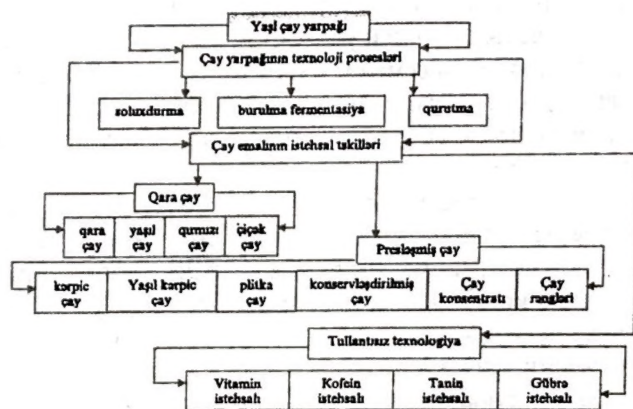 Yaşıl çay yarpağı
Çay yarpağının texnoloji prosesləri
soluxdurma
burulma fermentasiya
qurutma
Çay emalının istehsal təkilləri
Qara çay
qara
çay
yaşıl
çay
qırmızı
çay
çiçək
çay
Presləşmiş çay
kərpic
çay
Yaşıl kərpic
çay
plitka
çay
konservləşdirilmiş
çay
Çay
konsentratı
Çay
rəngləri
Tullantısız texnologiya
Vitamin
istehsalı
Kofein
istehsalı
Tanin
istehsalı
Gübrə
istehsalı